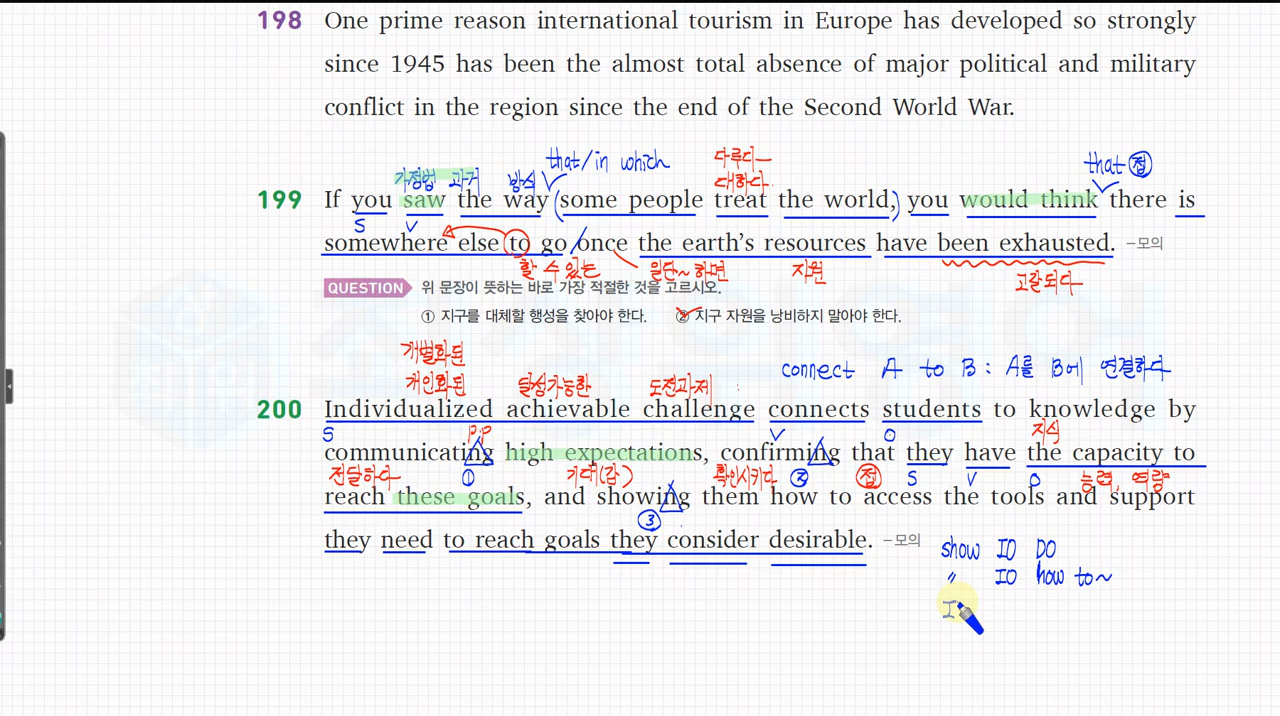 198 One prime reason international tourism in Europe has developed so strongly
since 1945 has been the almost total absence of major political and military
conflict in the region since the end of the Second World War.
that/in which 다루다 that 접
가정법 과거 방식 대하다
199 If you saw the way (some people treat the world,) you would think there is
S V
somewhere else to go / once the earth's resources have been exhausted. – 모의
할 수 있는 일단~하면 자원 고갈되다
QUESTION 위 문장이 뜻하는 바로 가장 적절한 것을 고르시오.
① 지구를 대체할 행성을 찾아야 한다. ② 지구 자원을 낭비하지 말아야 한다.
개별화된 connect A to B : A를 B에 연결하다
개인화된 달성가능한 도전과제
200 Individualized achievable challenge connects students to knowledge by
S p.p V O 지식
communicating high expectations, confirming that they have the capacity to
전달하다 ① 기대(감) 확인시키다 ② 접 S V O 능력, 역량
reach these goals, and showing them how to access the tools and support
③
they need to reach goals they consider desirable. – 모의
show IO DO
〃 IO how to~
I